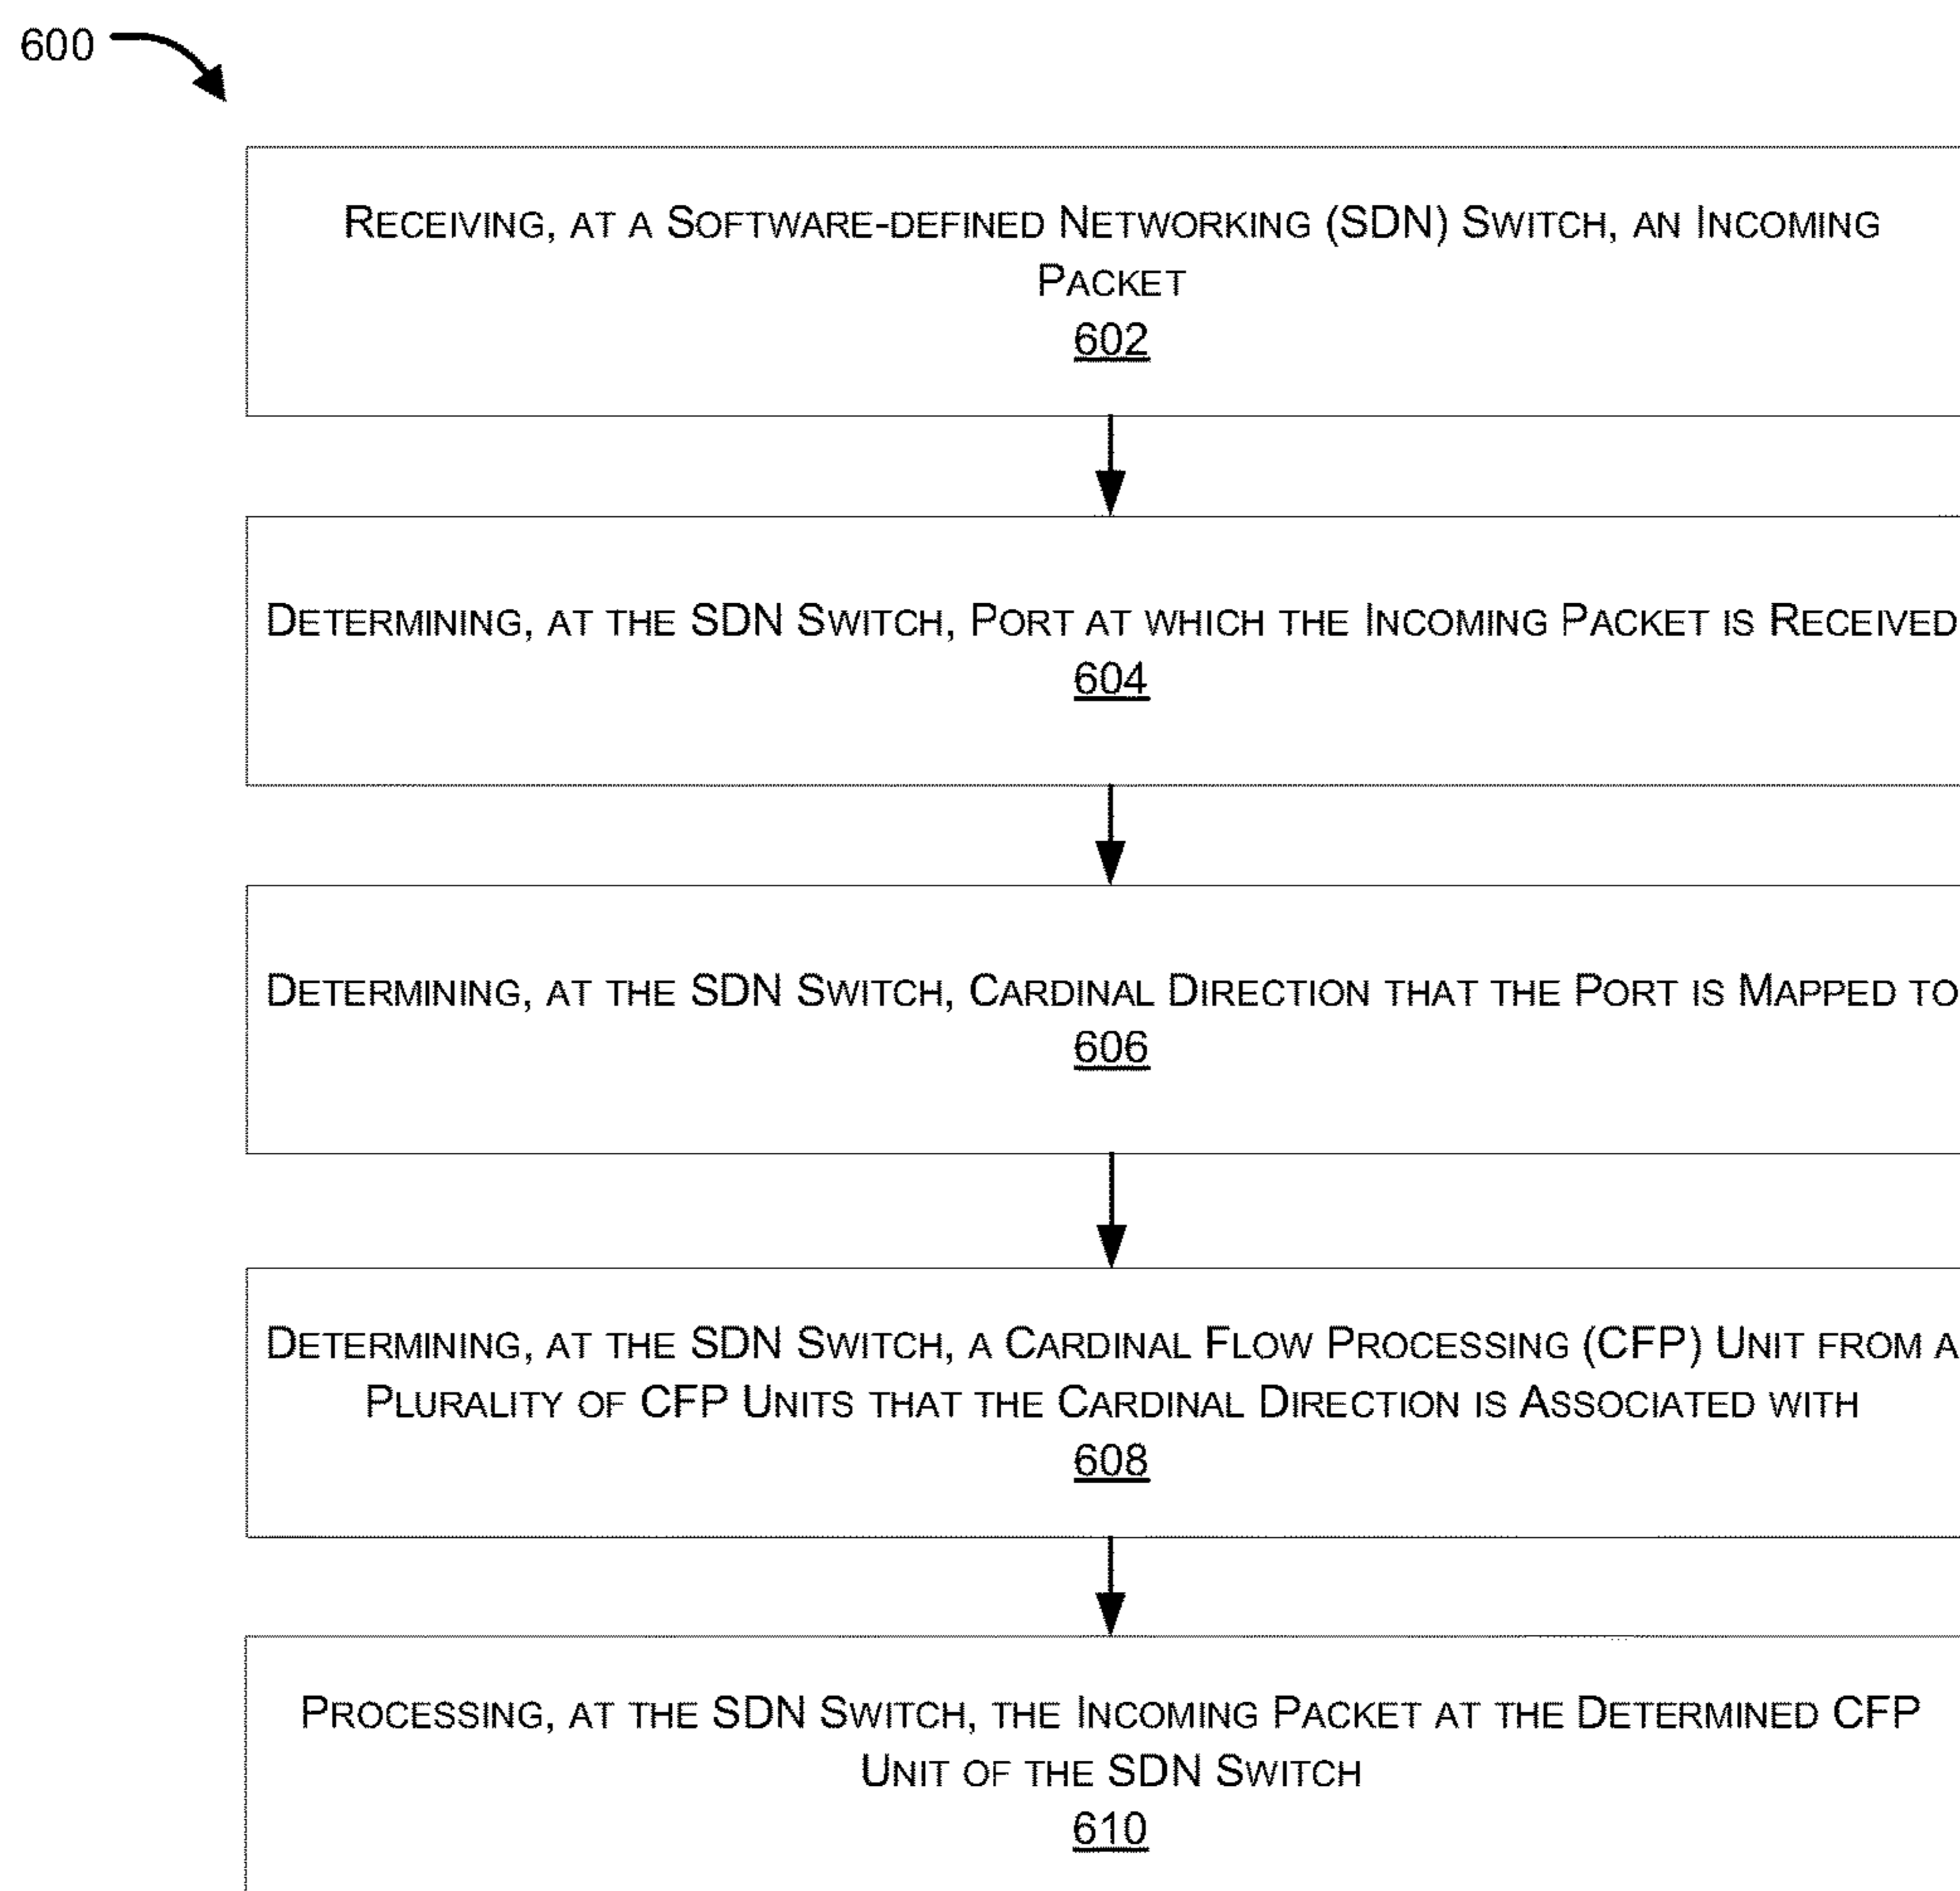 600
Receiving, at a Software-defined Networking (SDN) Switch, an Incoming
Packet
602
Determining, at the SDN Switch, Port at which the Incoming Packet is Received
604
Determining, at the SDN Switch, Cardinal Direction that the Port is Mapped to
606
Determining, at the SDN Switch, a Cardinal Flow Processing (CFP) Unit from a
Plurality of CFP Units that the Cardinal Direction is Associated with
608
Processing, at the SDN Switch, the Incoming Packet at the Determined CFP
Unit of the SDN Switch
610